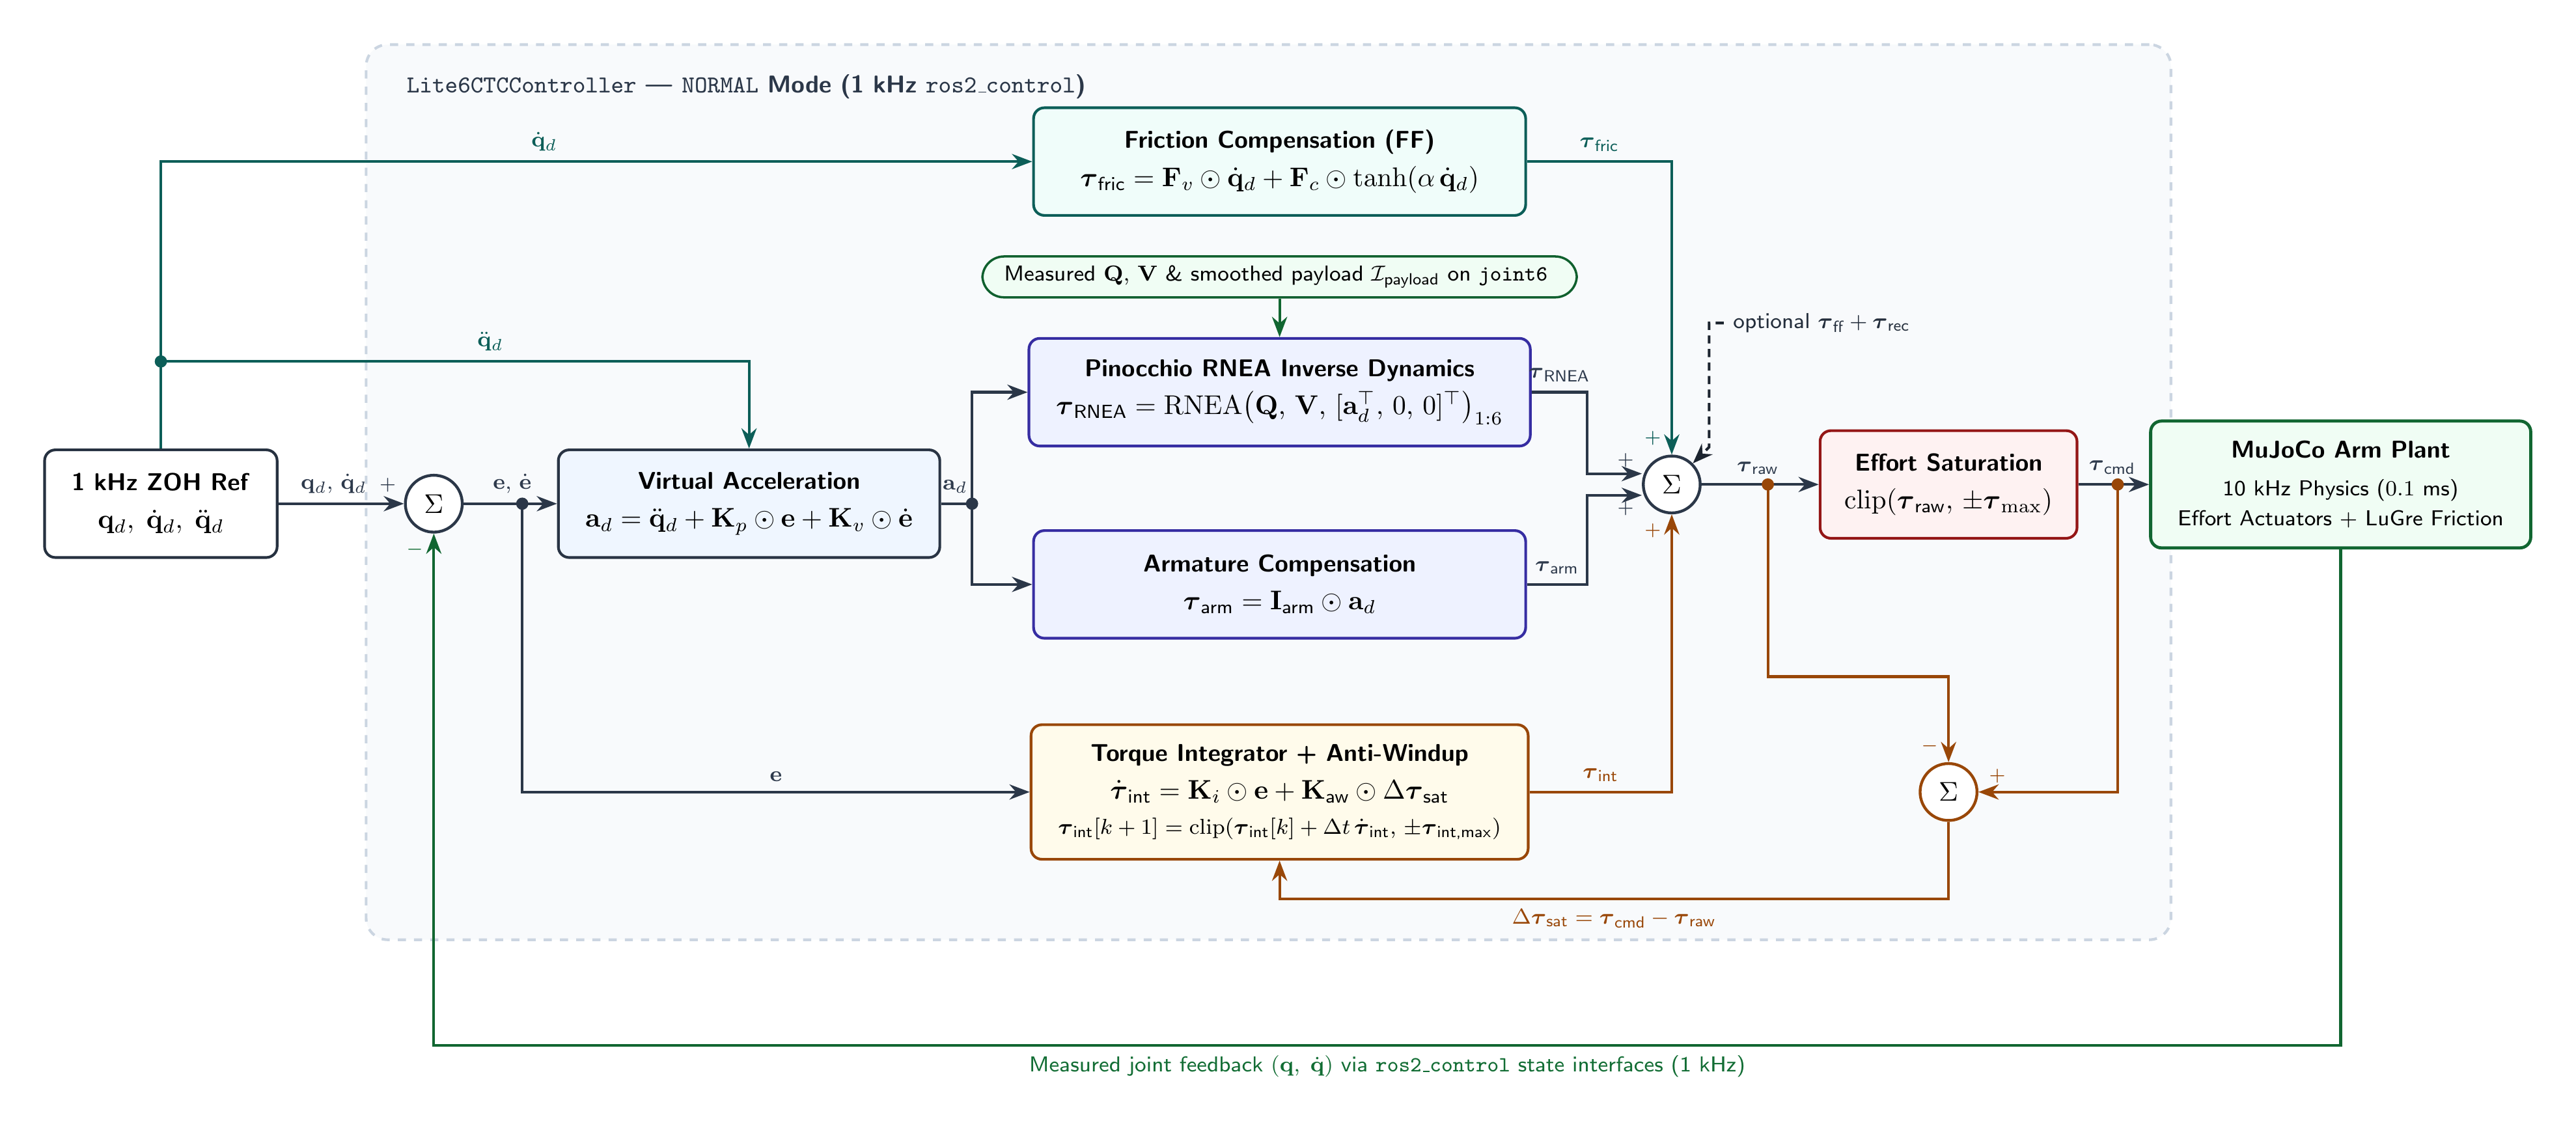 Lite6CTCController — NORMAL Mode (1 kHz ros2_control)
q̇_d
Friction Compensation (FF)
τ_fric = F_v ⊙ q̇_d + F_c ⊙ tanh(α q̇_d)
τ_fric
Measured Q, V & smoothed payload I_payload on joint6
optional τ_ff + τ_rec
q̈_d
Pinocchio RNEA Inverse Dynamics
τ_RNEA = RNEA(Q, V, [a_d^⊤, 0, 0]^⊤)_1:6
τ_RNEA
1 kHz ZOH Ref
q_d, q̇_d, q̈_d
q_d, q̇_d
+
−
Σ
e, ė
Virtual Acceleration
a_d = q̈_d + K_p ⊙ e + K_v ⊙ ė
a_d
Armature Compensation
τ_arm = I_arm ⊙ a_d
τ_arm
+
+
+
+
Σ
τ_raw
Effort Saturation
clip(τ_raw, ±τ_max)
τ_cmd
MuJoCo Arm Plant
10 kHz Physics (0.1 ms)
Effort Actuators + LuGre Friction
e
Torque Integrator + Anti-Windup
τ̇_int = K_i ⊙ e + K_aw ⊙ Δτ_sat
τ_int[k + 1] = clip(τ_int[k] + Δt τ̇_int, ±τ_int,max)
τ_int
−
+
Σ
Δτ_sat = τ_cmd − τ_raw
Measured joint feedback (q, q̇) via ros2_control state interfaces (1 kHz)